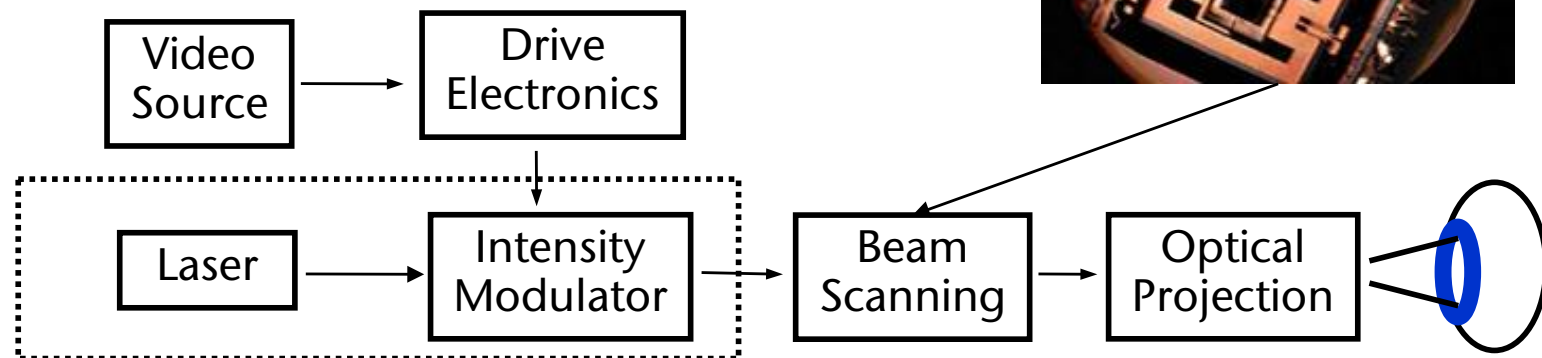 Video
Source
Drive
Electronics
Laser
Intensity
Modulator
Beam
Scanning
Optical
Projection